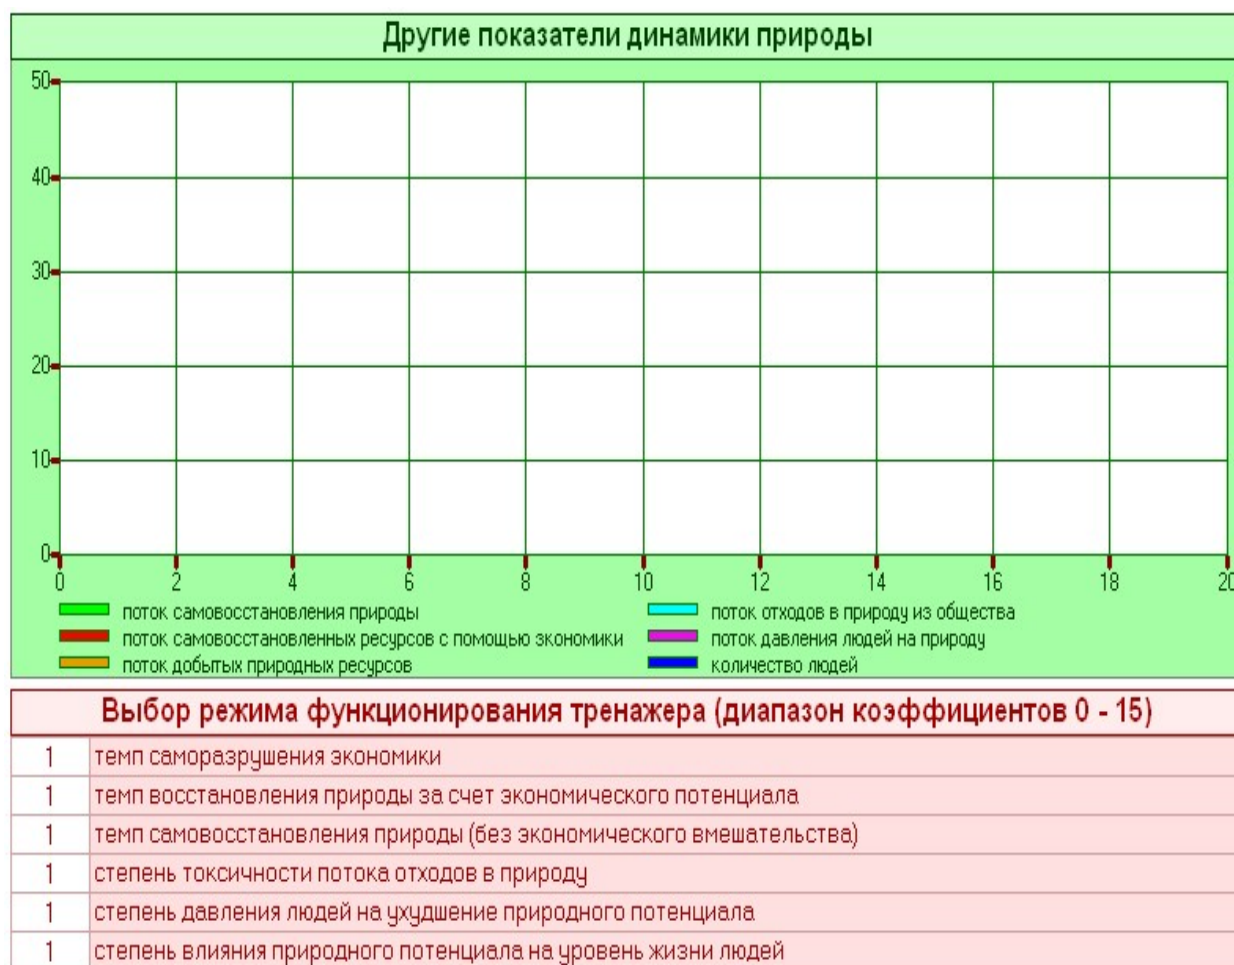 Другие показатели динамики природы
50
40
30
20
10
0
0 2 4 6 8 10 12 14 16 18 20
поток самовосстановления природы поток отходов в природу из общества
поток самовосстановленных ресурсов с помощью экономики поток давления людей на природу
поток добытых природных ресурсов количество людей
Выбор режима функционирования тренажера (диапазон коэффициентов 0 - 15)
1 темп саморазрушения экономики
1 темп восстановления природы за счет экономического потенциала
1 темп самовосстановления природы (без экономического вмешательства)
1 степень токсичности потока отходов в природу
1 степень давления людей на ухудшение природного потенциала
1 степень влияния природного потенциала на уровень жизни людей